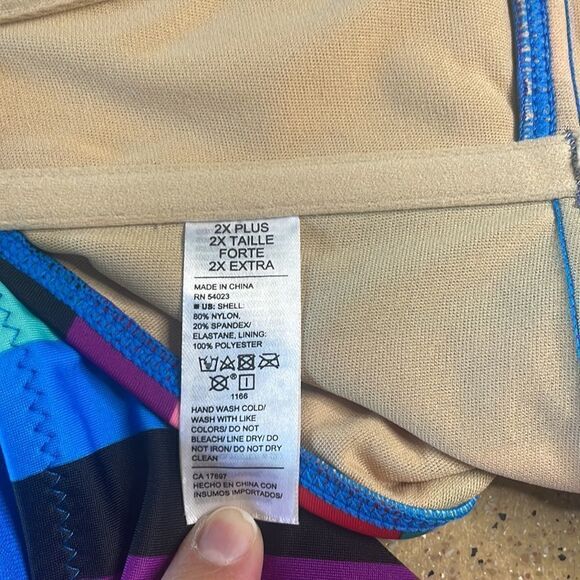 2X PLUS
2X TAILLE
FORTE
2X EXTRA
MADE IN CHINA
RN 54023
US: SHELL:
80% NYLON,
20% SPANDEX/
ELASTANE, LINING:
100% POLYESTER
1166
HAND WASH COLD/
WASH WITH LIKE
COLORS/ DO NOT
BLEACH/ LINE DRY/ DO
NOT IRON/ DO NOT DRY
CLEAN
CA 17897
HECHO EN CHINA CON
INSUMOS IMPORTADOS/